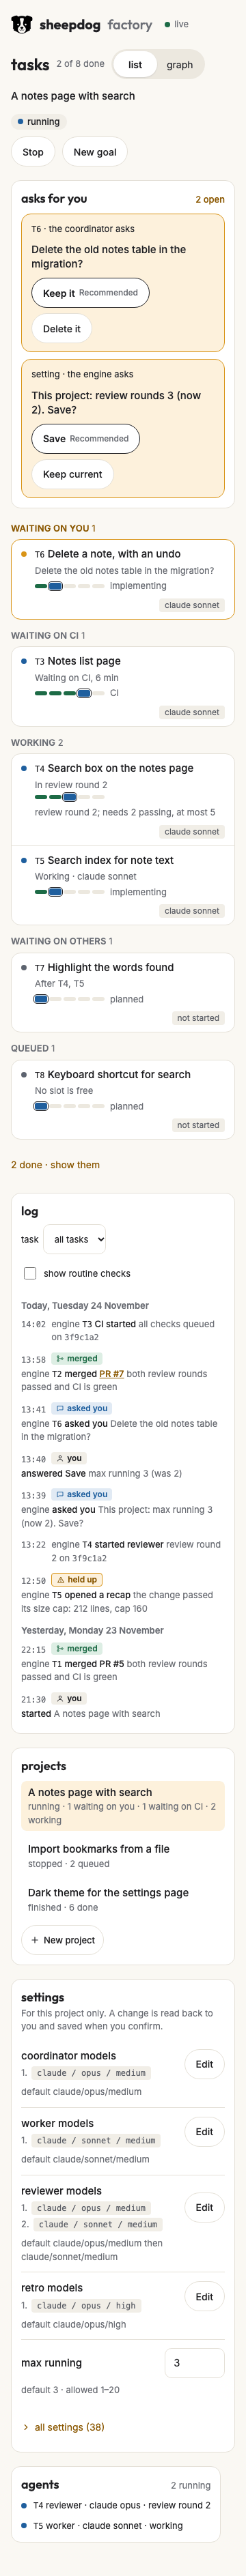 sheepdog factory live
tasks 2 of 8 done list graph
A notes page with search
running
Stop New goal
asks for you 2 open
T6 · the coordinator asks
Delete the old notes table in the
migration?
Keep it Recommended
Delete it
setting · the engine asks
This project: review rounds 3 (now
2). Save?
Save Recommended
Keep current
WAITING ON YOU 1
T6 Delete a note, with an undo
Delete the old notes table in the migration?
implementing
claude sonnet
WAITING ON CI 1
T3 Notes list page
Waiting on CI, 6 min
CI
claude sonnet
WORKING 2
T4 Search box on the notes page
In review round 2
review round 2; needs 2 passing, at most 5
claude sonnet
T5 Search index for note text
Working · claude sonnet
implementing
claude sonnet
WAITING OTHERS 1
T7 Highlight the words found
After T4, T5
planned
not started
QUEUED 1
T8 Keyboard shortcut for search
No slot is free
planned
not started
2 done · show them
log
task all tasks
show routine checks
Today, Tuesday 24 November
14:02 engine T3 CI started all checks queued
on 3f9c1a2
13:58 merged
engine T2 merged PR #7 both review rounds
passed and CI is green
13:41 asked you
engine T6 asked you Delete the old notes table
in the migration?
13:40 you
answered Save max running 3 (was 2)
13:39 asked you
engine asked you This project: max running 3
(now 2). Save?
13:22 engine T4 started reviewer review round
2 on 3f9c1a2
12:50 held up
engine T5 opened a recap the change passed
its size cap: 212 lines, cap 160
Yesterday, Monday 23 November
22:15 merged
engine T1 merged PR #5 both review rounds
passed and CI is green
21:30 you
started A notes page with search
projects
A notes page with search
running · 1 waiting on you · 1 waiting on CI · 2
working
Import bookmarks from a file
stopped · 2 queued
Dark theme for the settings page
finished · 6 done
+ New project
settings
For this project only. A change is read back to
you and saved when you confirm.
coordinator models Edit
1. claude / opus / medium
default claude/opus/medium
worker models Edit
1. claude / sonnet / medium
default claude/sonnet/medium
reviewer models Edit
1. claude / opus / medium
2. claude / sonnet / medium
default claude/opus/medium then
claude/sonnet/medium
retro models Edit
1. claude / opus / high
default claude/opus/high
max running 3
default 3 · allowed 1–20
all settings (38)
agents 2 running
T4 reviewer · claude opus · review round 2
T5 worker · claude sonnet · working